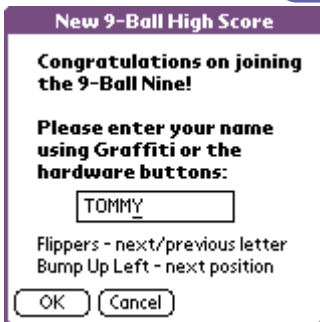 New 9-Ball High Score
Congratulations on joining
the 9-Ball Nine!
Please enter your name
using Graffiti or the
hardware buttons:
TOMMY
Flippers - next/previous letter
Bump Up Left - next position
OK Cancel